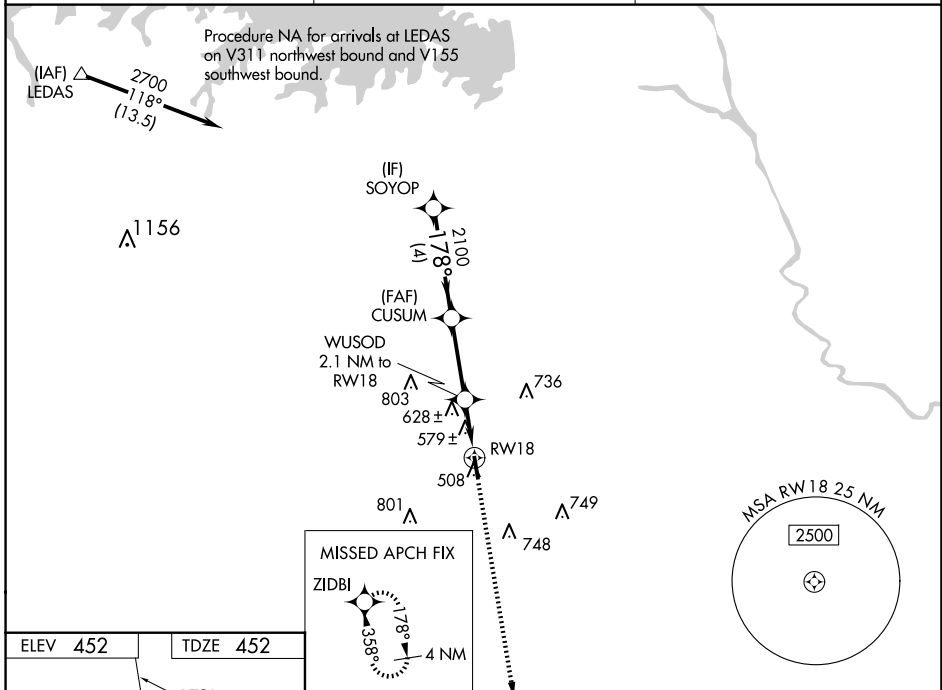 Procedure NA for arrivals at LEDAS
on V311 northwest bound and V155
southwest bound.
(IAF)
LEDAS
2700
118°
(13.5)
1156
(IF)
SOYOP
2100
178°
(4)
(FAF)
CUSUM
WUSOD
2.1 NM to
RW18
803
736
628 ±
579 ±
RW18
508
801
749
748
MSA RW18 25 NM
2500
MISSED APCH FIX
ZIDBI
178°
358°
4 NM
ELEV 452
TDZE 452